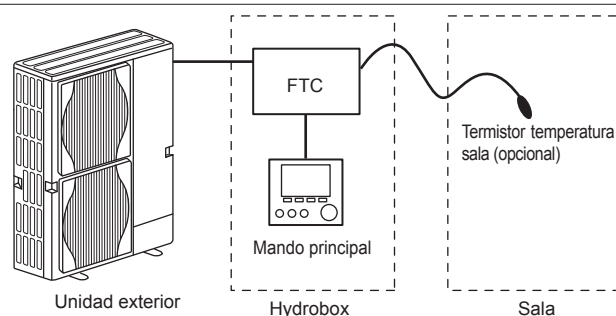 FTC
Termistor temperatura
sala (opcional)
Mando principal
Unidad exterior
Hydrobox
Sala